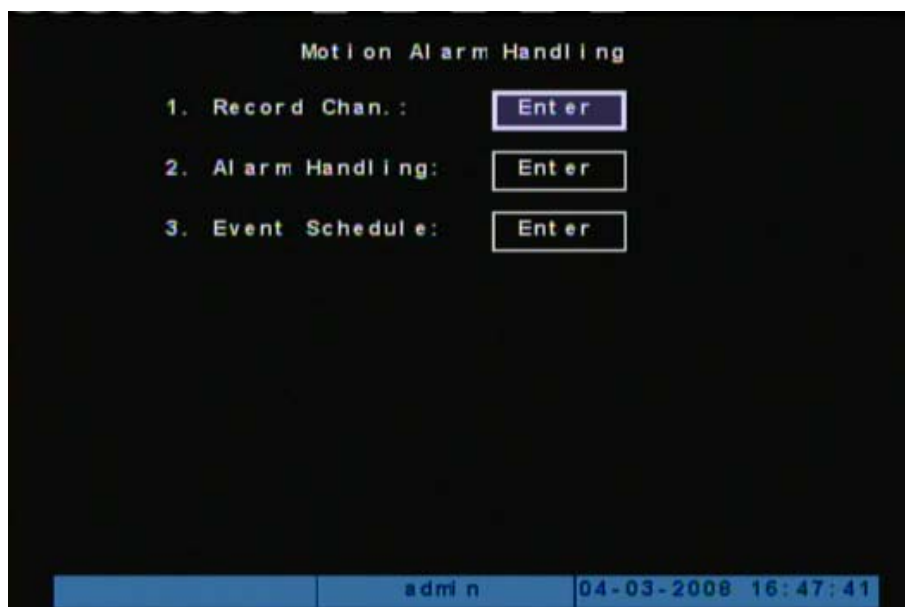 Motion Alarm Handling
1. Record Chan.: Enter
2. Alarm Handling: Enter
3. Event Schedule: Enter
admin 04-03-2008 16:47:41